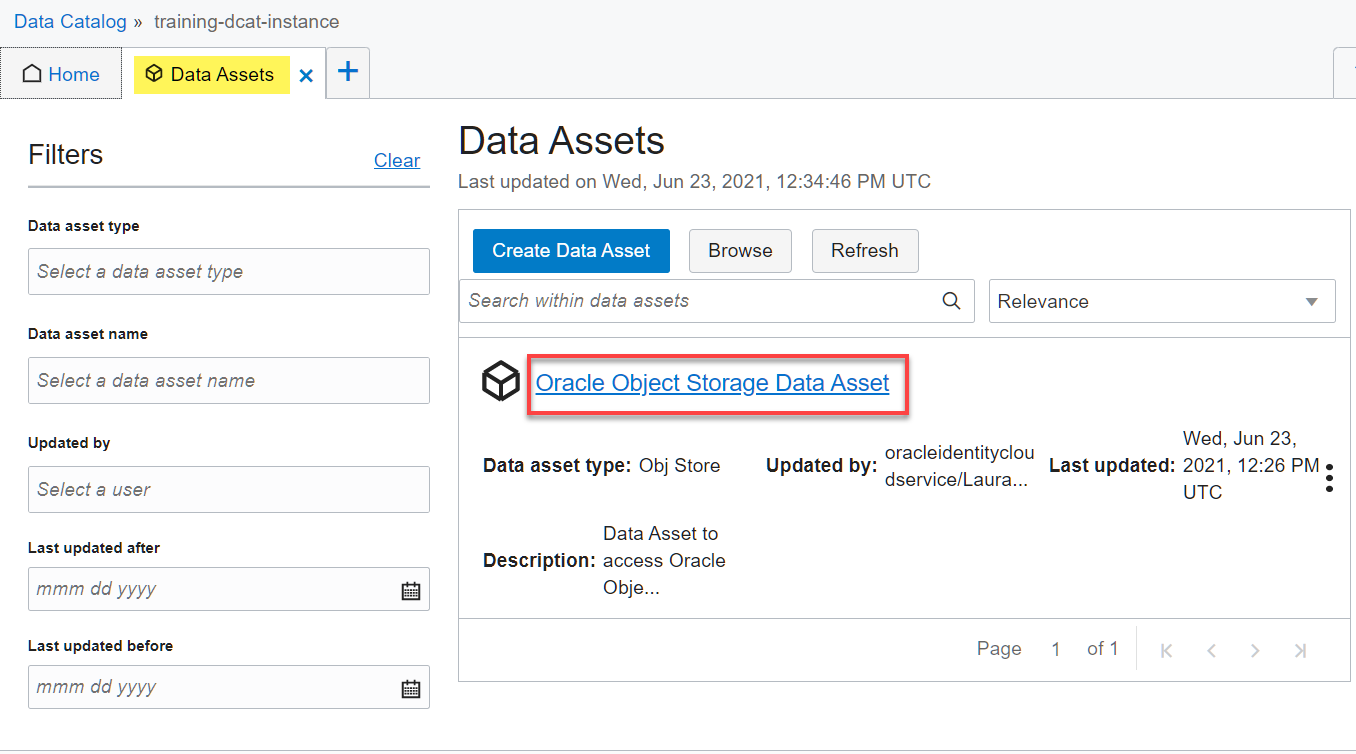 Data Catalog » training-dcat-instance
Home
Data Assets
Filters
Clear
Data asset type
Select a data asset type
Data asset name
Select a data asset name
Updated by
Select a user
Last updated after
mmm dd yyyy
Last updated before
mmm dd yyyy
Data Assets
Last updated on Wed, Jun 23, 2021, 12:34:46 PM UTC
Create Data Asset
Browse
Refresh
Search within data assets
Relevance
Oracle Object Storage Data Asset
Data asset type: Obj Store
Updated by:
oracleidentityclou
dservice/Laura...
Last updated:
Wed, Jun 23,
2021, 12:26 PM
UTC
Description:
Data Asset to
access Oracle
Obje...
Page 1 of 1